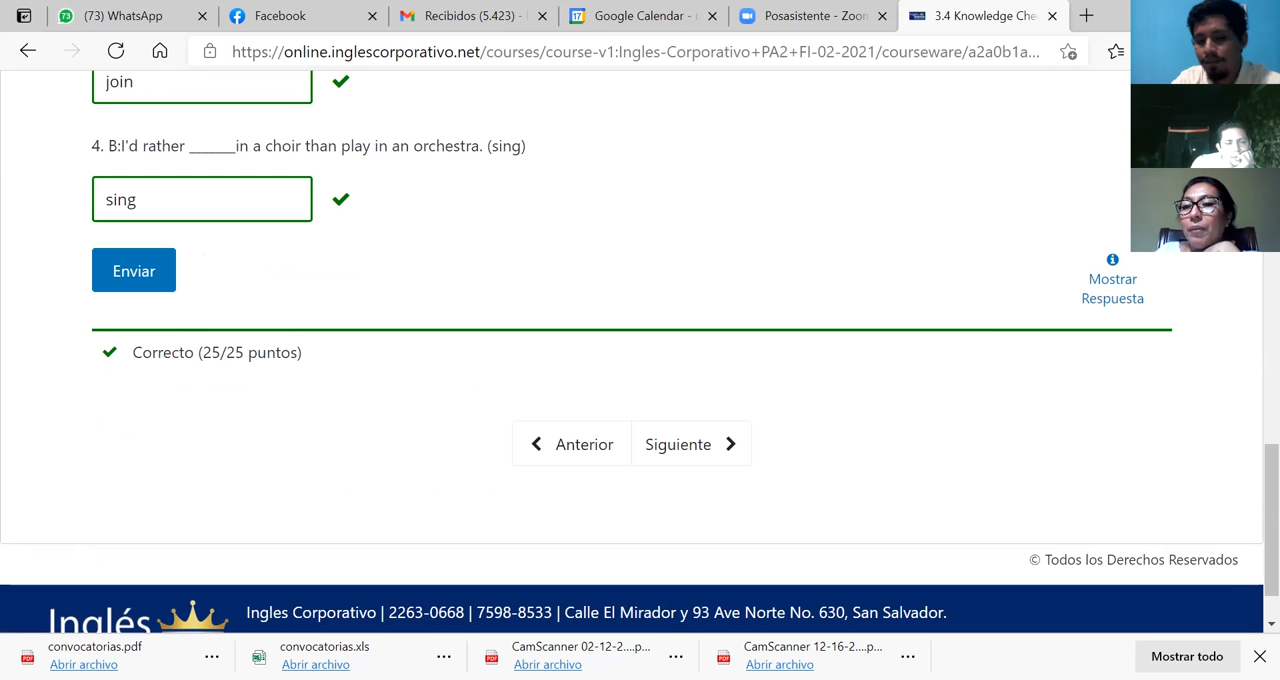 (73) WhatsApp
Facebook
Recibidos (5.423) -
Google Calendar -
Posasistente - Zoon
3.4 Knowledge Che
https://online.inglescorporativo.net/courses/course-v1:Ingles-Corporativo+PA2+FI-02-2021/courseware/a2a0b1a...
join
4. B:I'd rather ______in a choir than play in an orchestra. (sing)
sing
Enviar
Mostrar
Respuesta
Correcto (25/25 puntos)
Anterior
Siguiente
© Todos los Derechos Reservados
Inglés
Ingles Corporativo | 2263-0668 | 7598-8533 | Calle El Mirador y 93 Ave Norte No. 630, San Salvador.
convocatorias.pdf
Abrir archivo
convocatorias.xls
Abrir archivo
CamScanner 02-12-2....p...
Abrir archivo
CamScanner 12-16-2....p...
Abrir archivo
Mostrar todo